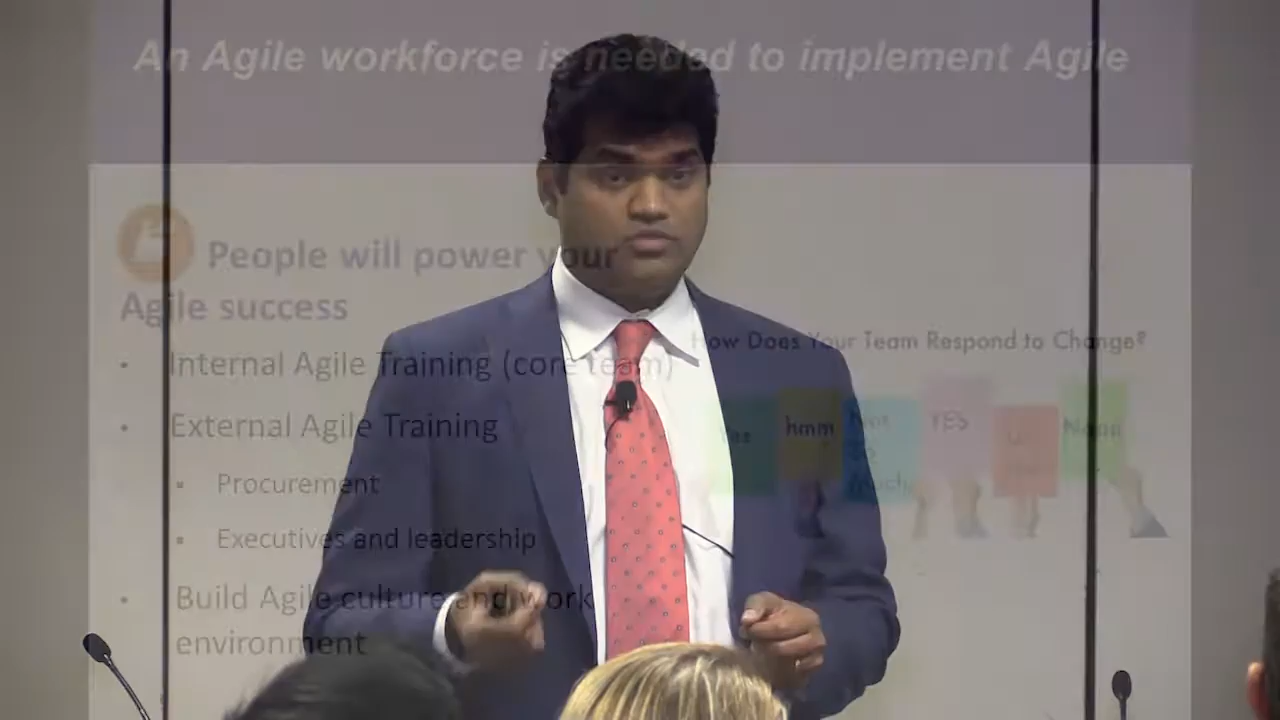 An Agile workforce is needed to implement Agile
People will power your
Agile success
• Internal Agile Training (core team)
• External Agile Training
▪ Procurement
▪ Executives and leadership
• Build Agile culture and work
environment
How Does Your Team Respond to Change?
Yes
hmm
Not
YES